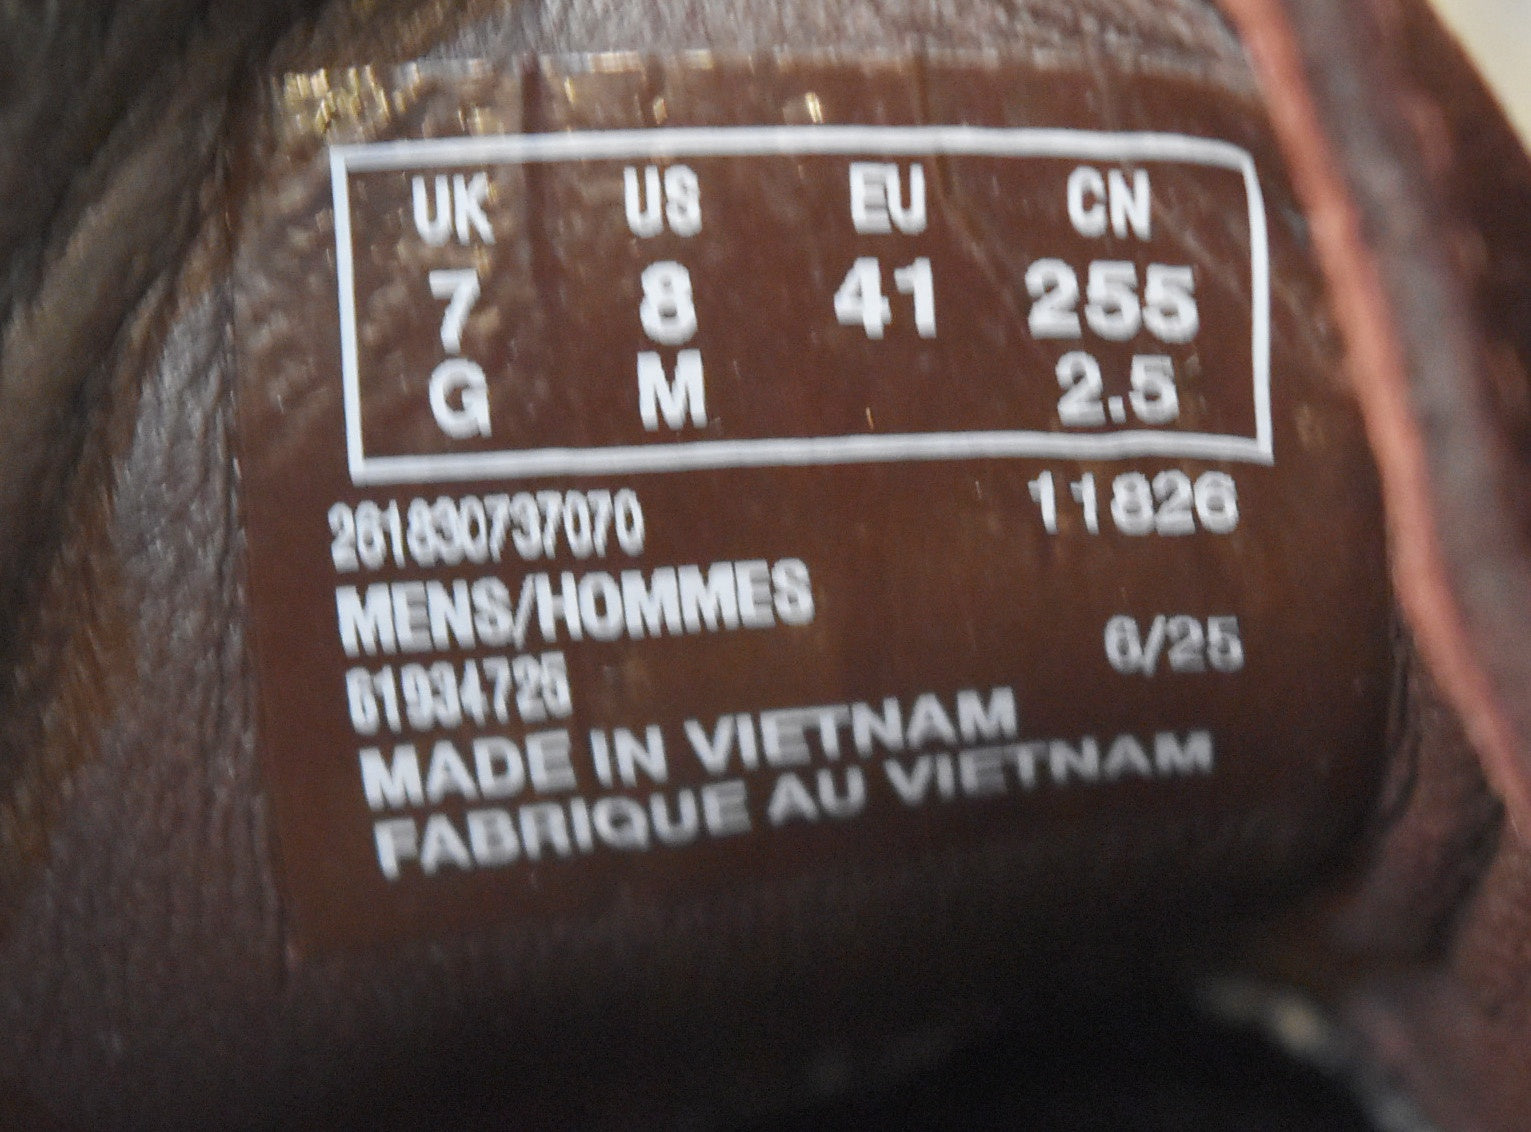 UK US EU CN
7 8 41 255
G M 2.5
261830737070 11826
MENS/HOMMES
6/25
61934725
MADE IN VIETNAM
FABRIQUE AU VIETNAM